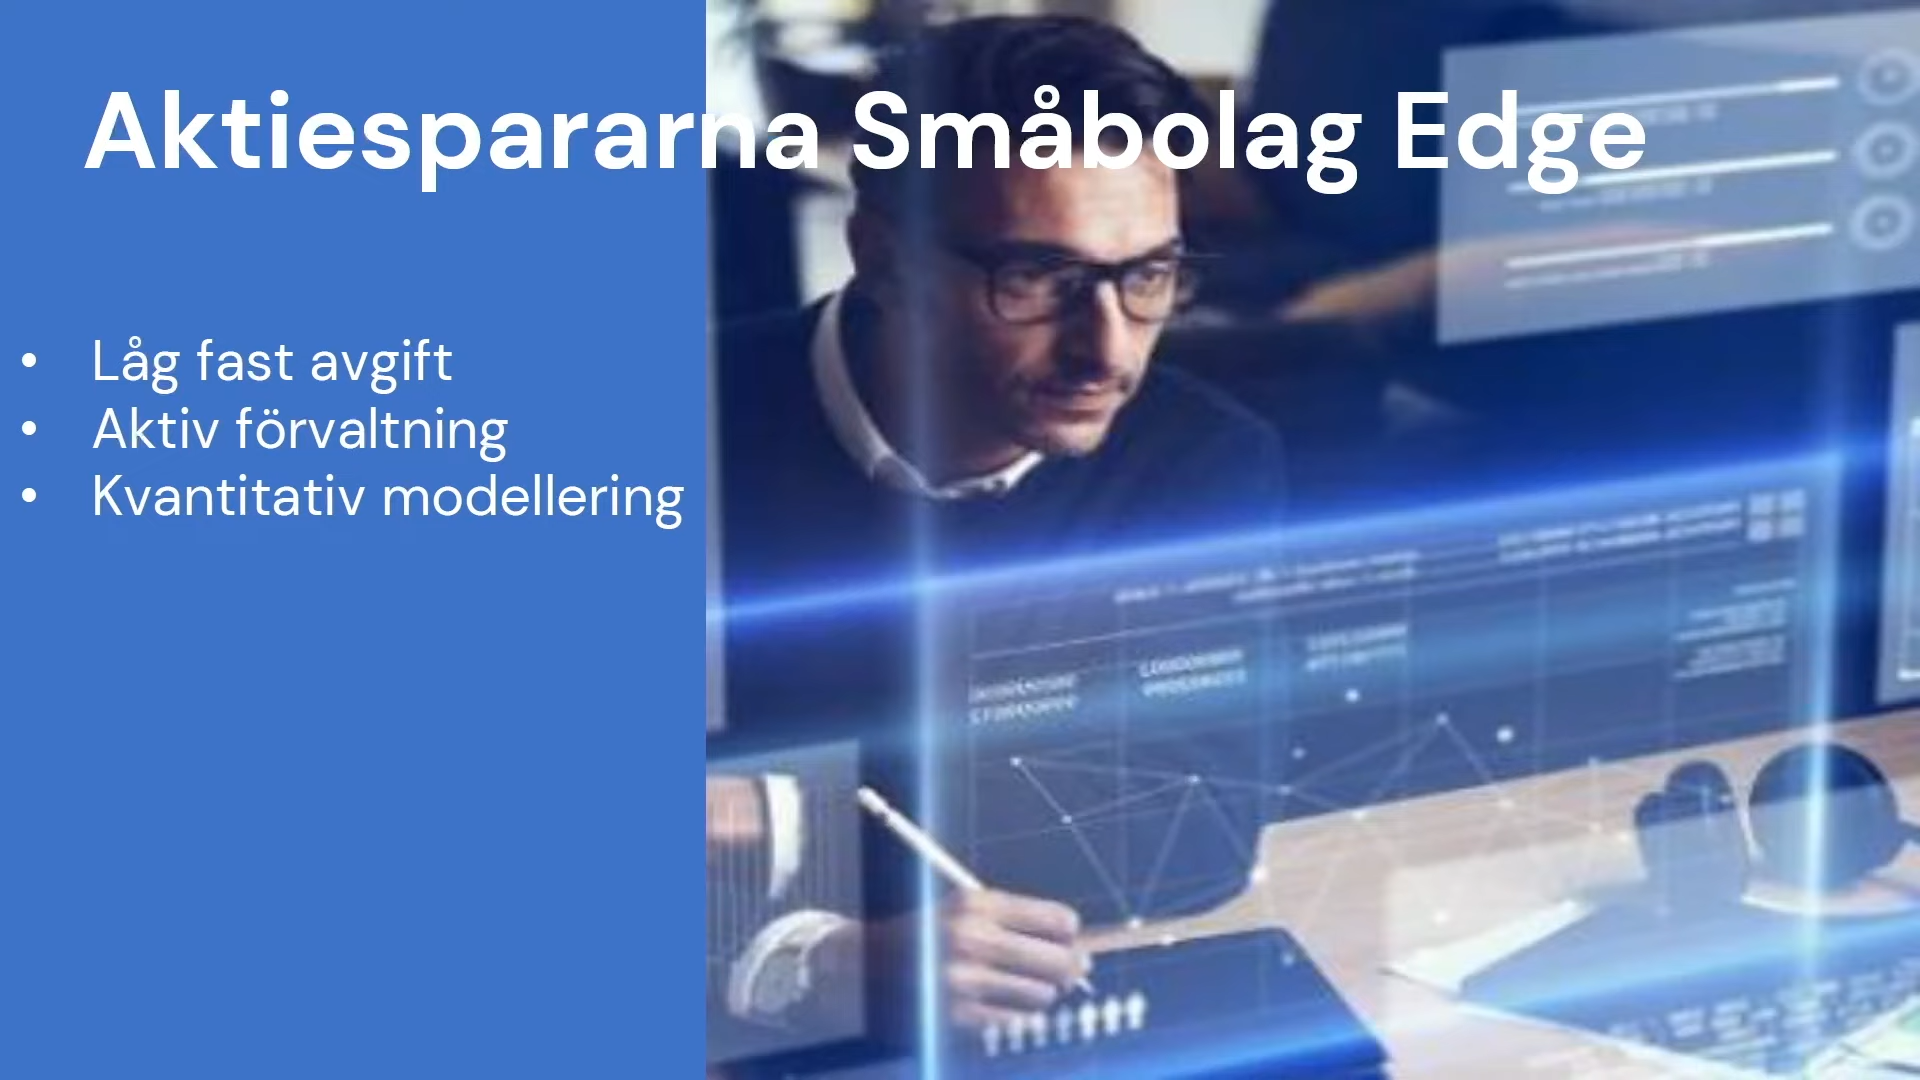 Aktiespararna Småbolag Edge
• Låg fast avgift
• Aktiv förvaltning
• Kvantitativ modellering